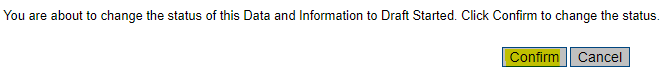 You are about to change the status of this Data and Information to Draft Started. Click Confirm to change the status.
Confirm Cancel